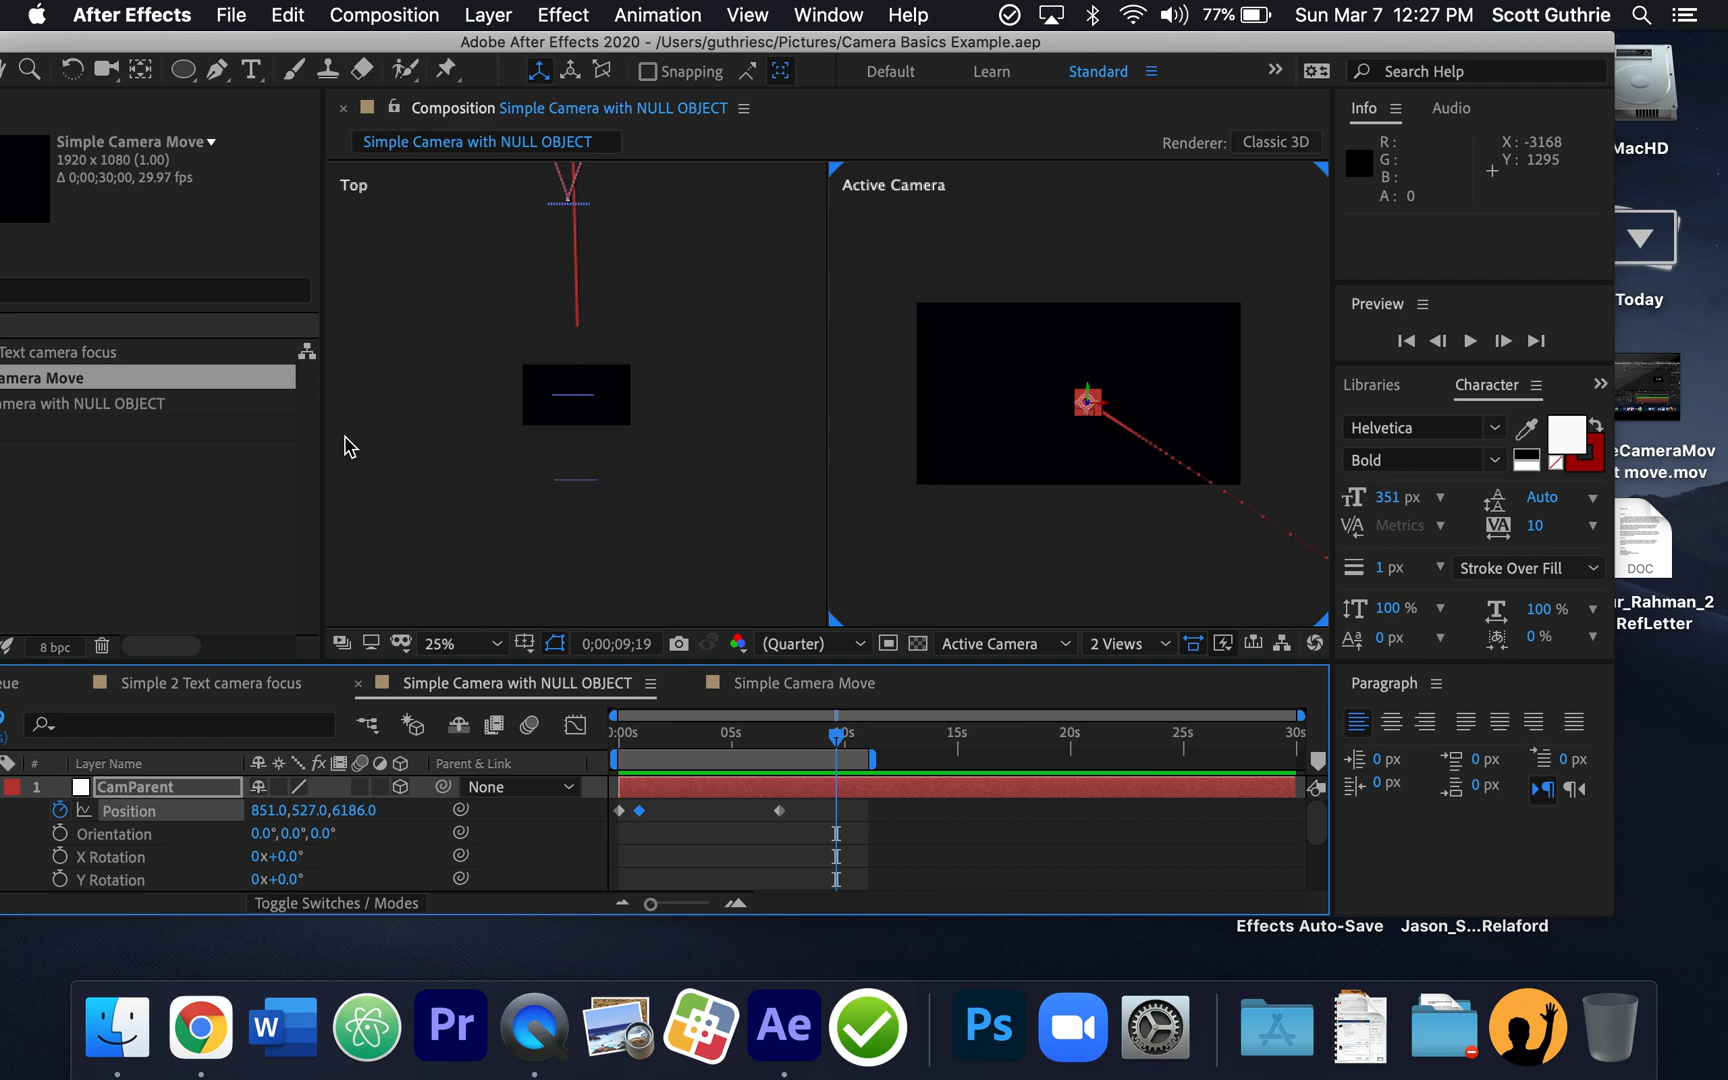 After Effects File Edit Composition Layer Effect Animation View Window Help 77% Sun Mar 7 12:27 PM Scott Guthrie
Adobe After Effects 2020 - /Users/guthriesc/Pictures/Camera Basics Example.aep
Snapping Default Learn Standard Search Help
Simple Camera Move
1920 x 1080 (1.00)
Δ 0;00;30;00, 29.97 fps
Text camera focus
amera Move
amera with NULL OBJECT
8 bpc
Composition Simple Camera with NULL OBJECT
Simple Camera with NULL OBJECT
Renderer: Classic 3D
Top
Active Camera
25% 0;00;09;19 (Quarter) Active Camera 2 Views
Info Audio
R: X: -3168
G: Y: 1295
B:
A: 0
Preview
Libraries Character
Helvetica
Bold
351 px Auto
Metrics 10
1 px Stroke Over Fill
100 % 100 %
0 px 0 %
Paragraph
0 px 0 px 0 px
0 px 0 px
eue Simple 2 Text camera focus Simple Camera with NULL OBJECT Simple Camera Move
s)
):00s 05s 00s 15s 20s 25s 30s
# Layer Name Parent & Link
1 CamParent None
Position 851.0,527.0,6186.0
Orientation 0.0°,0.0°,0.0°
X Rotation 0x+0.0°
Y Rotation 0x+0.0°
Toggle Switches / Modes
MacHD
Today
eCameraMov
t move.mov
DOC
ur_Rahman_2
RefLetter
Effects Auto-Save Jason_S...Relaford
W Pr Ae Ps